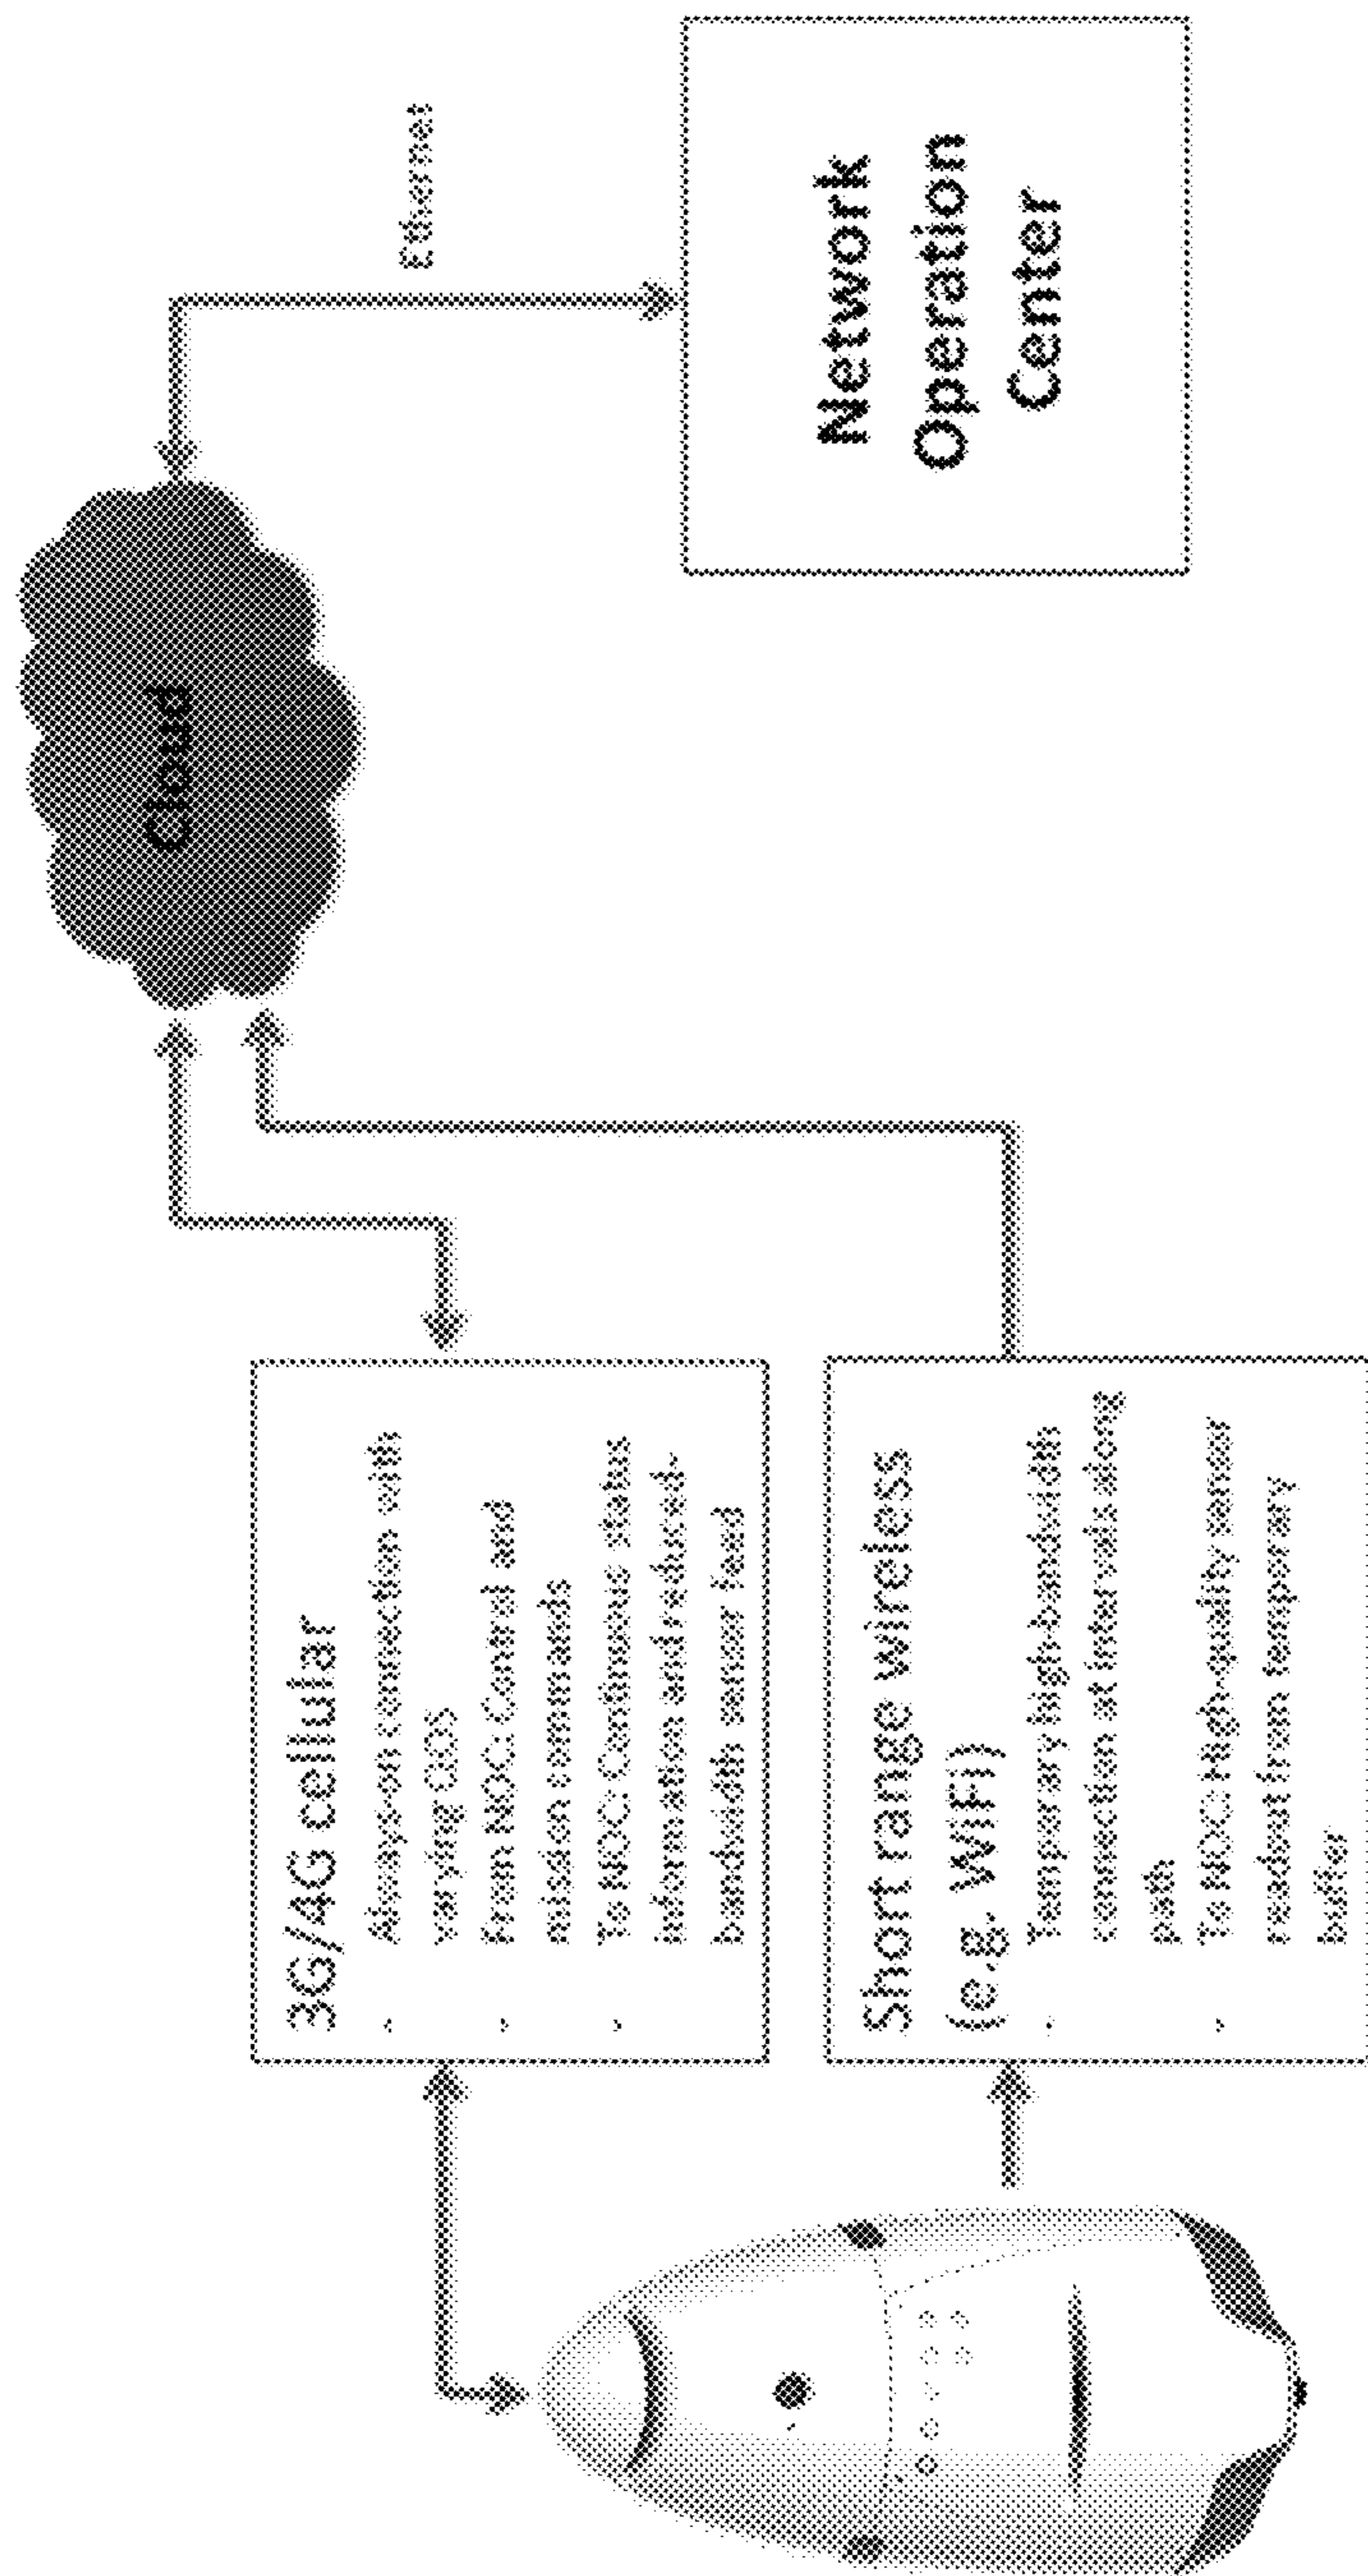 Cloud
Ethernet
3G/4G cellular
- Always-on connection with
varying QOS
- From NOC: Control and
mission commands
- To NOC: Continuous status
information and reduced-
bandwidth sensor feed
Short range wireless
(e.g. WiFi)
- Temporary high-bandwidth
connection at intervals along
path
- To NOC: High-quality sensor
readout from temporary
buffer
Network
Operation
Center